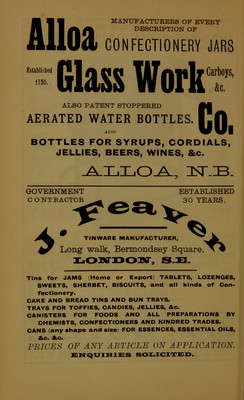 MANUFACTURERS OF EVERY
DESCRIPTION OF
Alloa CONFECTIONERY JARS
Established
1750.
Glass Work
Carboys,
&c.
ALSO PATENT STOPPERED
AERATED WATER BOTTLES. Co.
ALSO
BOTTLES FOR SYRUPS, CORDIALS,
JELLIES, BEERS, WINES, &c.
ALLOA, N.B.
GOVERNMENT
CONTRACTOR
ESTABLISHED
30 YEARS.
J. Feaver
TINWARE MANUFACTURER,
Long walk, Bermondsey Square,
LONDON, S.E.
Tins for JAMS (Home or Export) TABLETS, LOZENGES,
SWEETS, SHERBET, BISCUITS, and all kinds of Con-
fectionery.
CAKE AND BREAD TINS AND BUN TRAYS.
TRAYS FOR TOFFIES, CANDIES, JELLIES, &c.
CANISTERS FOR FOODS AND ALL PREPARATIONS BY
CHEMISTS, CONFECTIONERS AND KINDRED TRADES.
CANS (any shape and size) FOR ESSENCES, ESSENTIAL OILS,
&c. &c.
PRICES OF ANY ARTICLE ON APPLICATION.
ENQUIRIES SOLICITED.